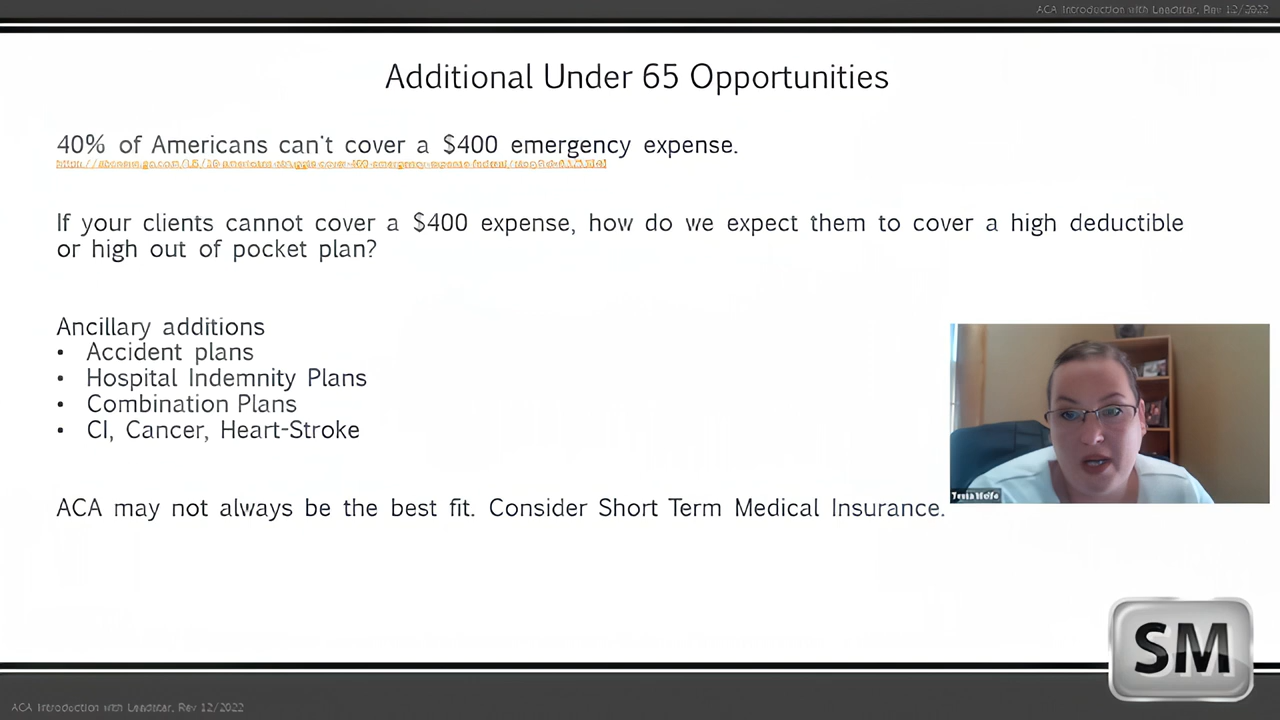 ACA Introduction with Leadstar, Rev 12/2022
Additional Under 65 Opportunities
40% of Americans can't cover a $400 emergency expense.
If your clients cannot cover a $400 expense, how do we expect them to cover a high deductible
or high out of pocket plan?
Ancillary additions
• Accident plans
• Hospital Indemnity Plans
• Combination Plans
• CI, Cancer, Heart-Stroke
ACA may not always be the best fit. Consider Short Term Medical Insurance.
SM
ACA Introduction with Leadstar, Rev 12/2022